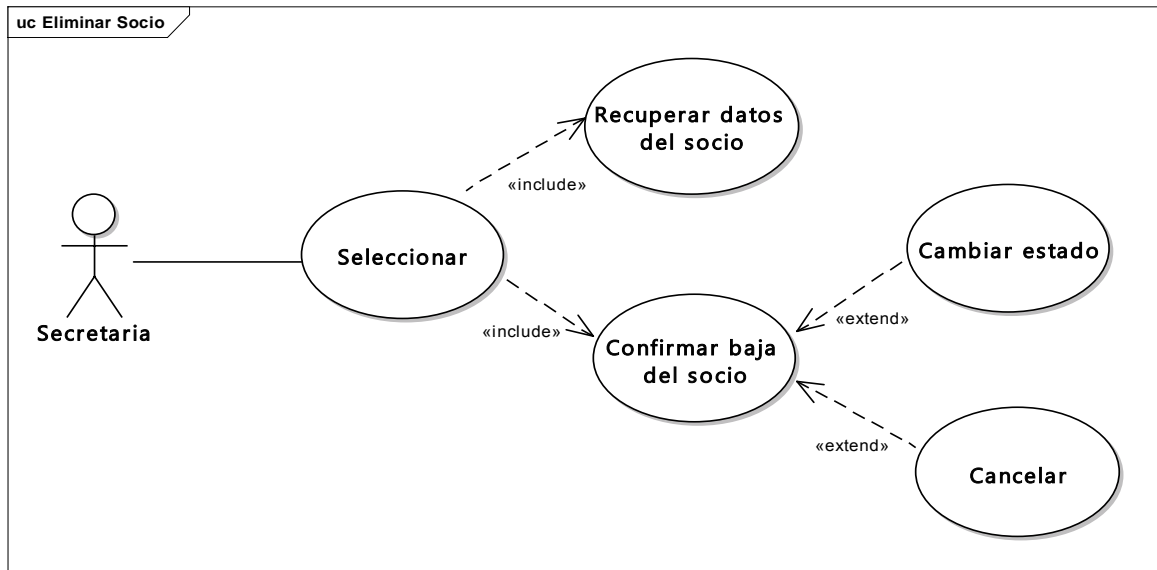 uc Eliminar Socio
Recuperar datos
del socio
«include»
Seleccionar
Secretaria
«include»
Confirmar baja
del socio
Cambiar estado
«extend»
«extend»
Cancelar